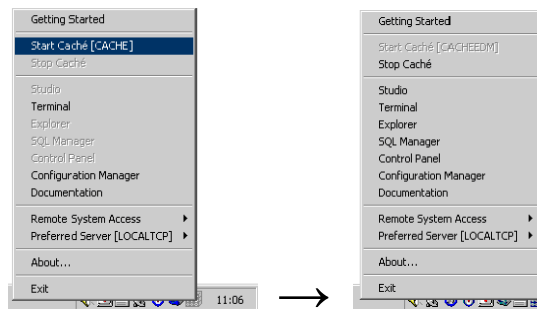 Getting Started
Start Caché [CACHE]
Stop Caché
Studio
Terminal
Explorer
SQL Manager
Control Panel
Configuration Manager
Documentation
Remote System Access
Preferred Server [LOCALTCP]
About...
Exit
11:06
Getting Started
Start Caché [CACHEEDM]
Stop Caché
Studio
Terminal
Explorer
SQL Manager
Control Panel
Configuration Manager
Documentation
Remote System Access
Preferred Server [LOCALTCP]
About...
Exit